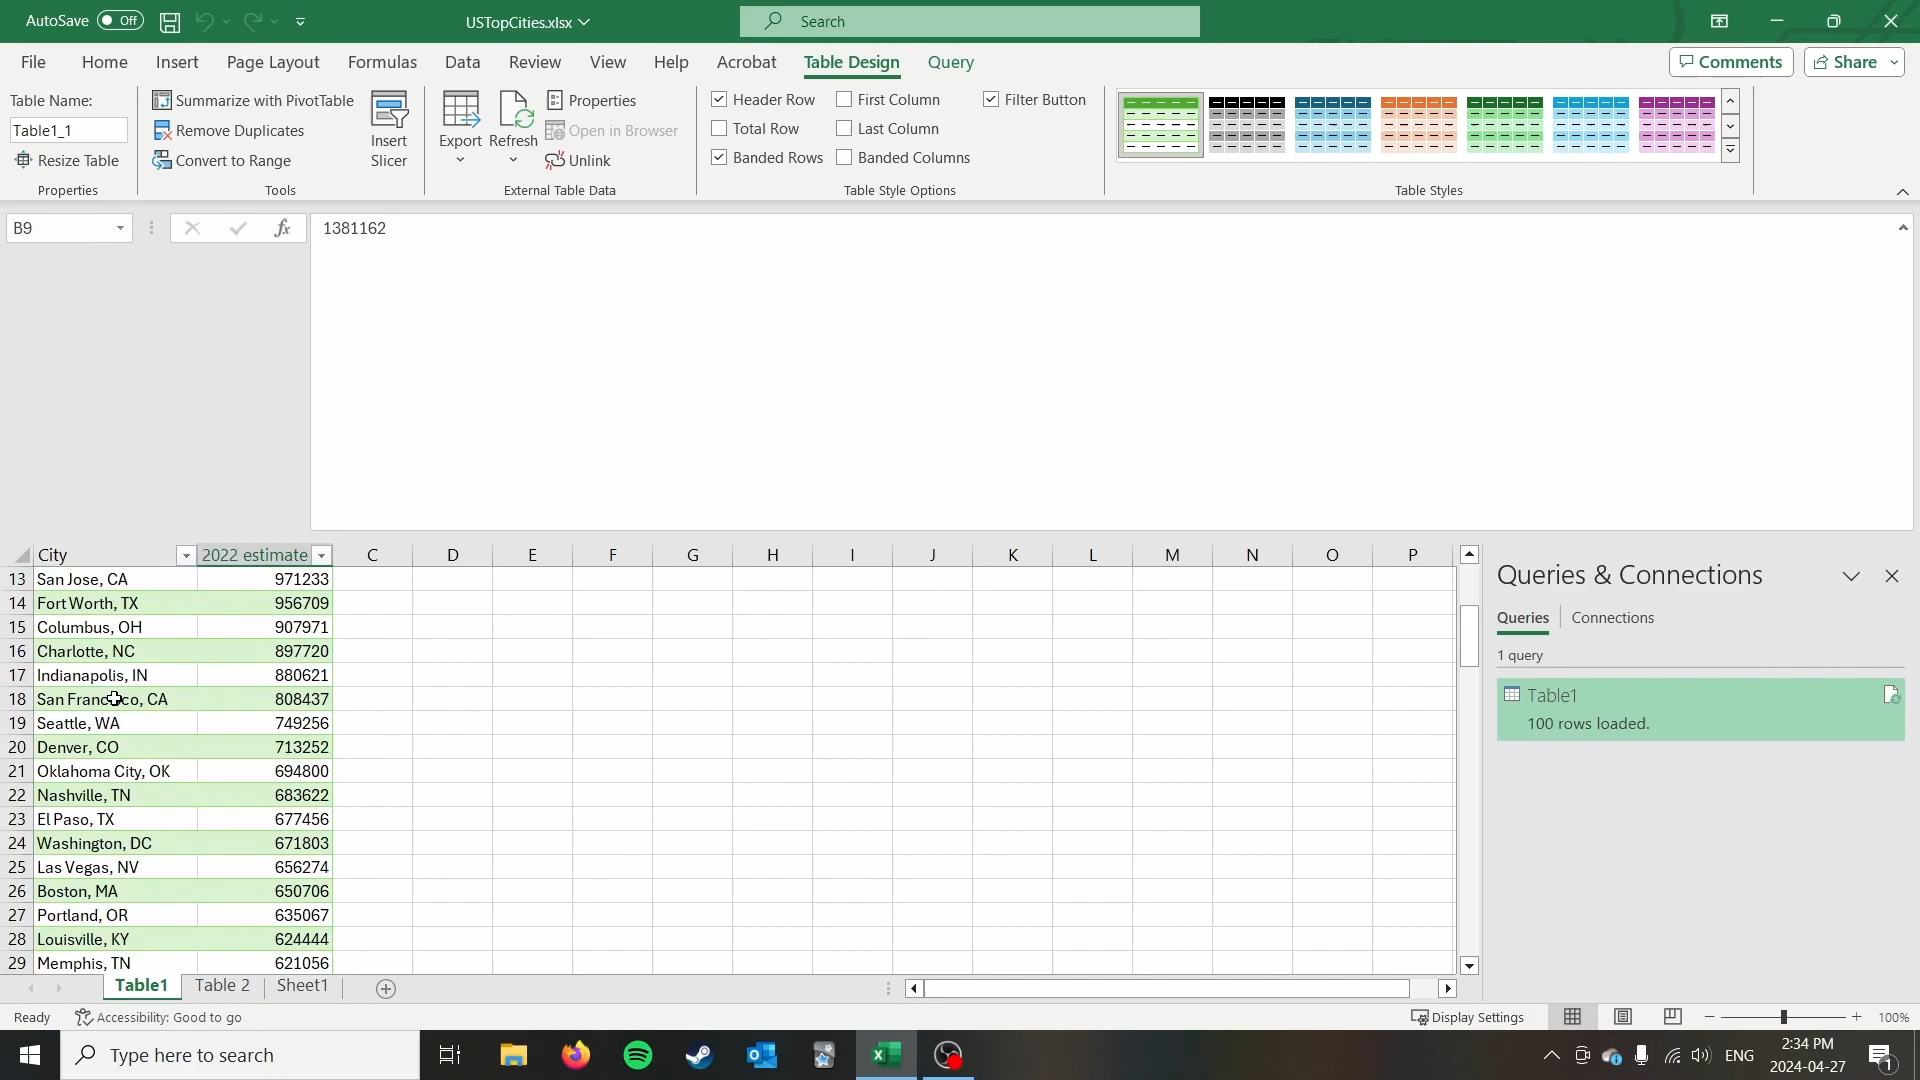 AutoSave Off USTopCities.xlsx Search
File Home Insert Page Layout Formulas Data Review View Help Acrobat Table Design Query Comments Share
Table Name:
Table1_1
Resize Table
Properties
Summarize with PivotTable
Remove Duplicates
Convert to Range
Tools
Insert
Slicer
Export
Refresh
Properties
Open in Browser
Unlink
External Table Data
Header Row First Column Filter Button
Total Row Last Column
Banded Rows Banded Columns
Table Style Options
Table Styles
B9 fx 1381162
City 2022 estimate C D E F G H I J K L M N O P
13 San Jose, CA 971233
14 Fort Worth, TX 956709
15 Columbus, OH 907971
16 Charlotte, NC 897720
17 Indianapolis, IN 880621
18 San Francisco, CA 808437
19 Seattle, WA 749256
20 Denver, CO 713252
21 Oklahoma City, OK 694800
22 Nashville, TN 683622
23 El Paso, TX 677456
24 Washington, DC 671803
25 Las Vegas, NV 656274
26 Boston, MA 650706
27 Portland, OR 635067
28 Louisville, KY 624444
29 Memphis, TN 621056
Queries & Connections
Queries Connections
1 query
Table1
100 rows loaded.
Table1 Table 2 Sheet1
Ready Accessibility: Good to go Display Settings 100%
Type here to search ENG
2:34 PM
2024-04-27
1